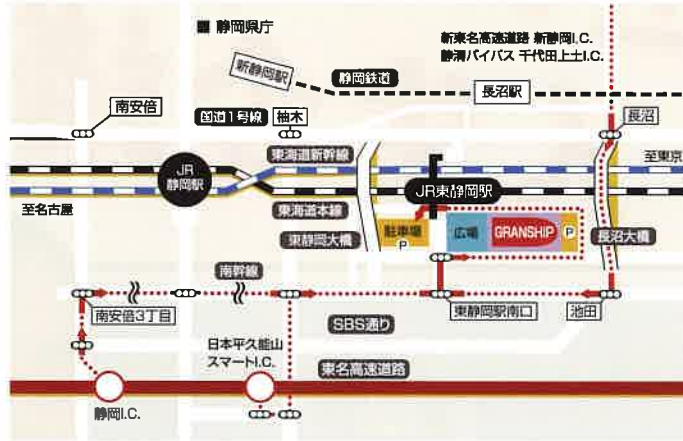 ■ 静岡県庁
新東名高速道路 新静岡I.C.
静清バイパス 千代田上土I.C.
新静岡駅
静岡鉄道
長沼駅
南安倍
国道1号線
柚木
長沼
東海道新幹線
至東京
JR
静岡駅
JR東静岡駅
至名古屋
東海道本線
東静岡大橋
駐車場
P
広場
GRANSHIP
P
長沼大橋
南幹線
南安倍3丁目
東静岡駅南口
池田
SBS通り
日本平久能山
スマートI.C.
東名高速道路
静岡I.C.